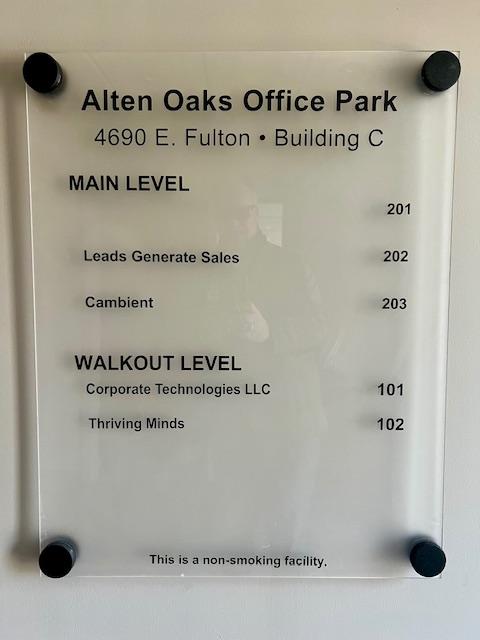 Alten Oaks Office Park
4690 E. Fulton • Building C
MAIN LEVEL
201
Leads Generate Sales 202
Cambient 203
WALKOUT LEVEL
Corporate Technologies LLC 101
Thriving Minds 102
This is a non-smoking facility.